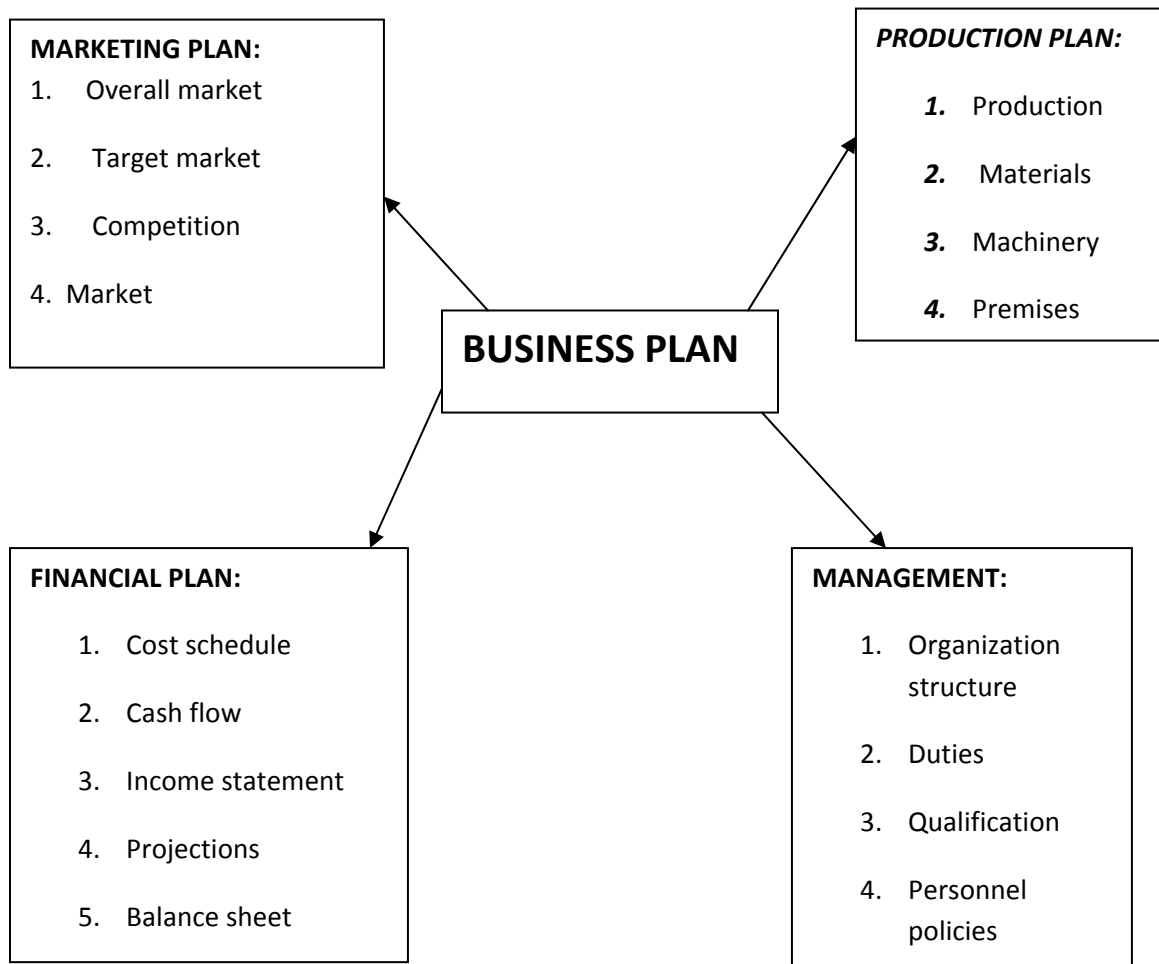 MARKETING PLAN:
1. Overall market
2. Target market
3. Competition
4. Market
PRODUCTION PLAN:
1. Production
2. Materials
3. Machinery
4. Premises
BUSINESS PLAN
FINANCIAL PLAN:
1. Cost schedule
2. Cash flow
3. Income statement
4. Projections
5. Balance sheet
MANAGEMENT:
1. Organization
structure
2. Duties
3. Qualification
4. Personnel
policies